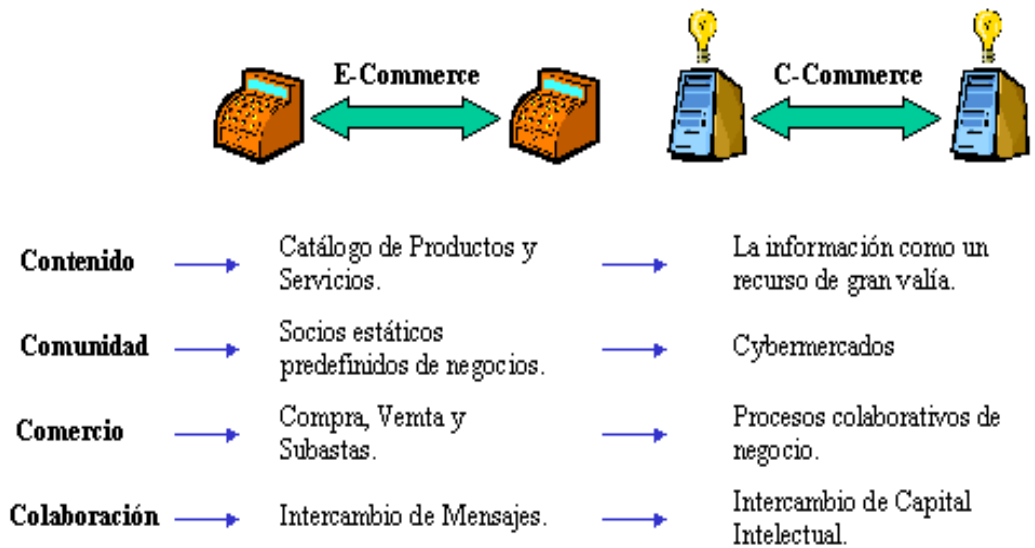 E-Commerce
C-Commerce
Contenido
Catálogo de Productos y
Servicios.
La información como un
recurso de gran valía.
Comunidad
Socios estáticos
predefinidos de negocios.
Cybermercados
Comercio
Compra, Vemta y
Subastas.
Procesos colaborativos de
negocio.
Colaboración
Intercambio de Mensajes.
Intercambio de Capital
Intelectual.